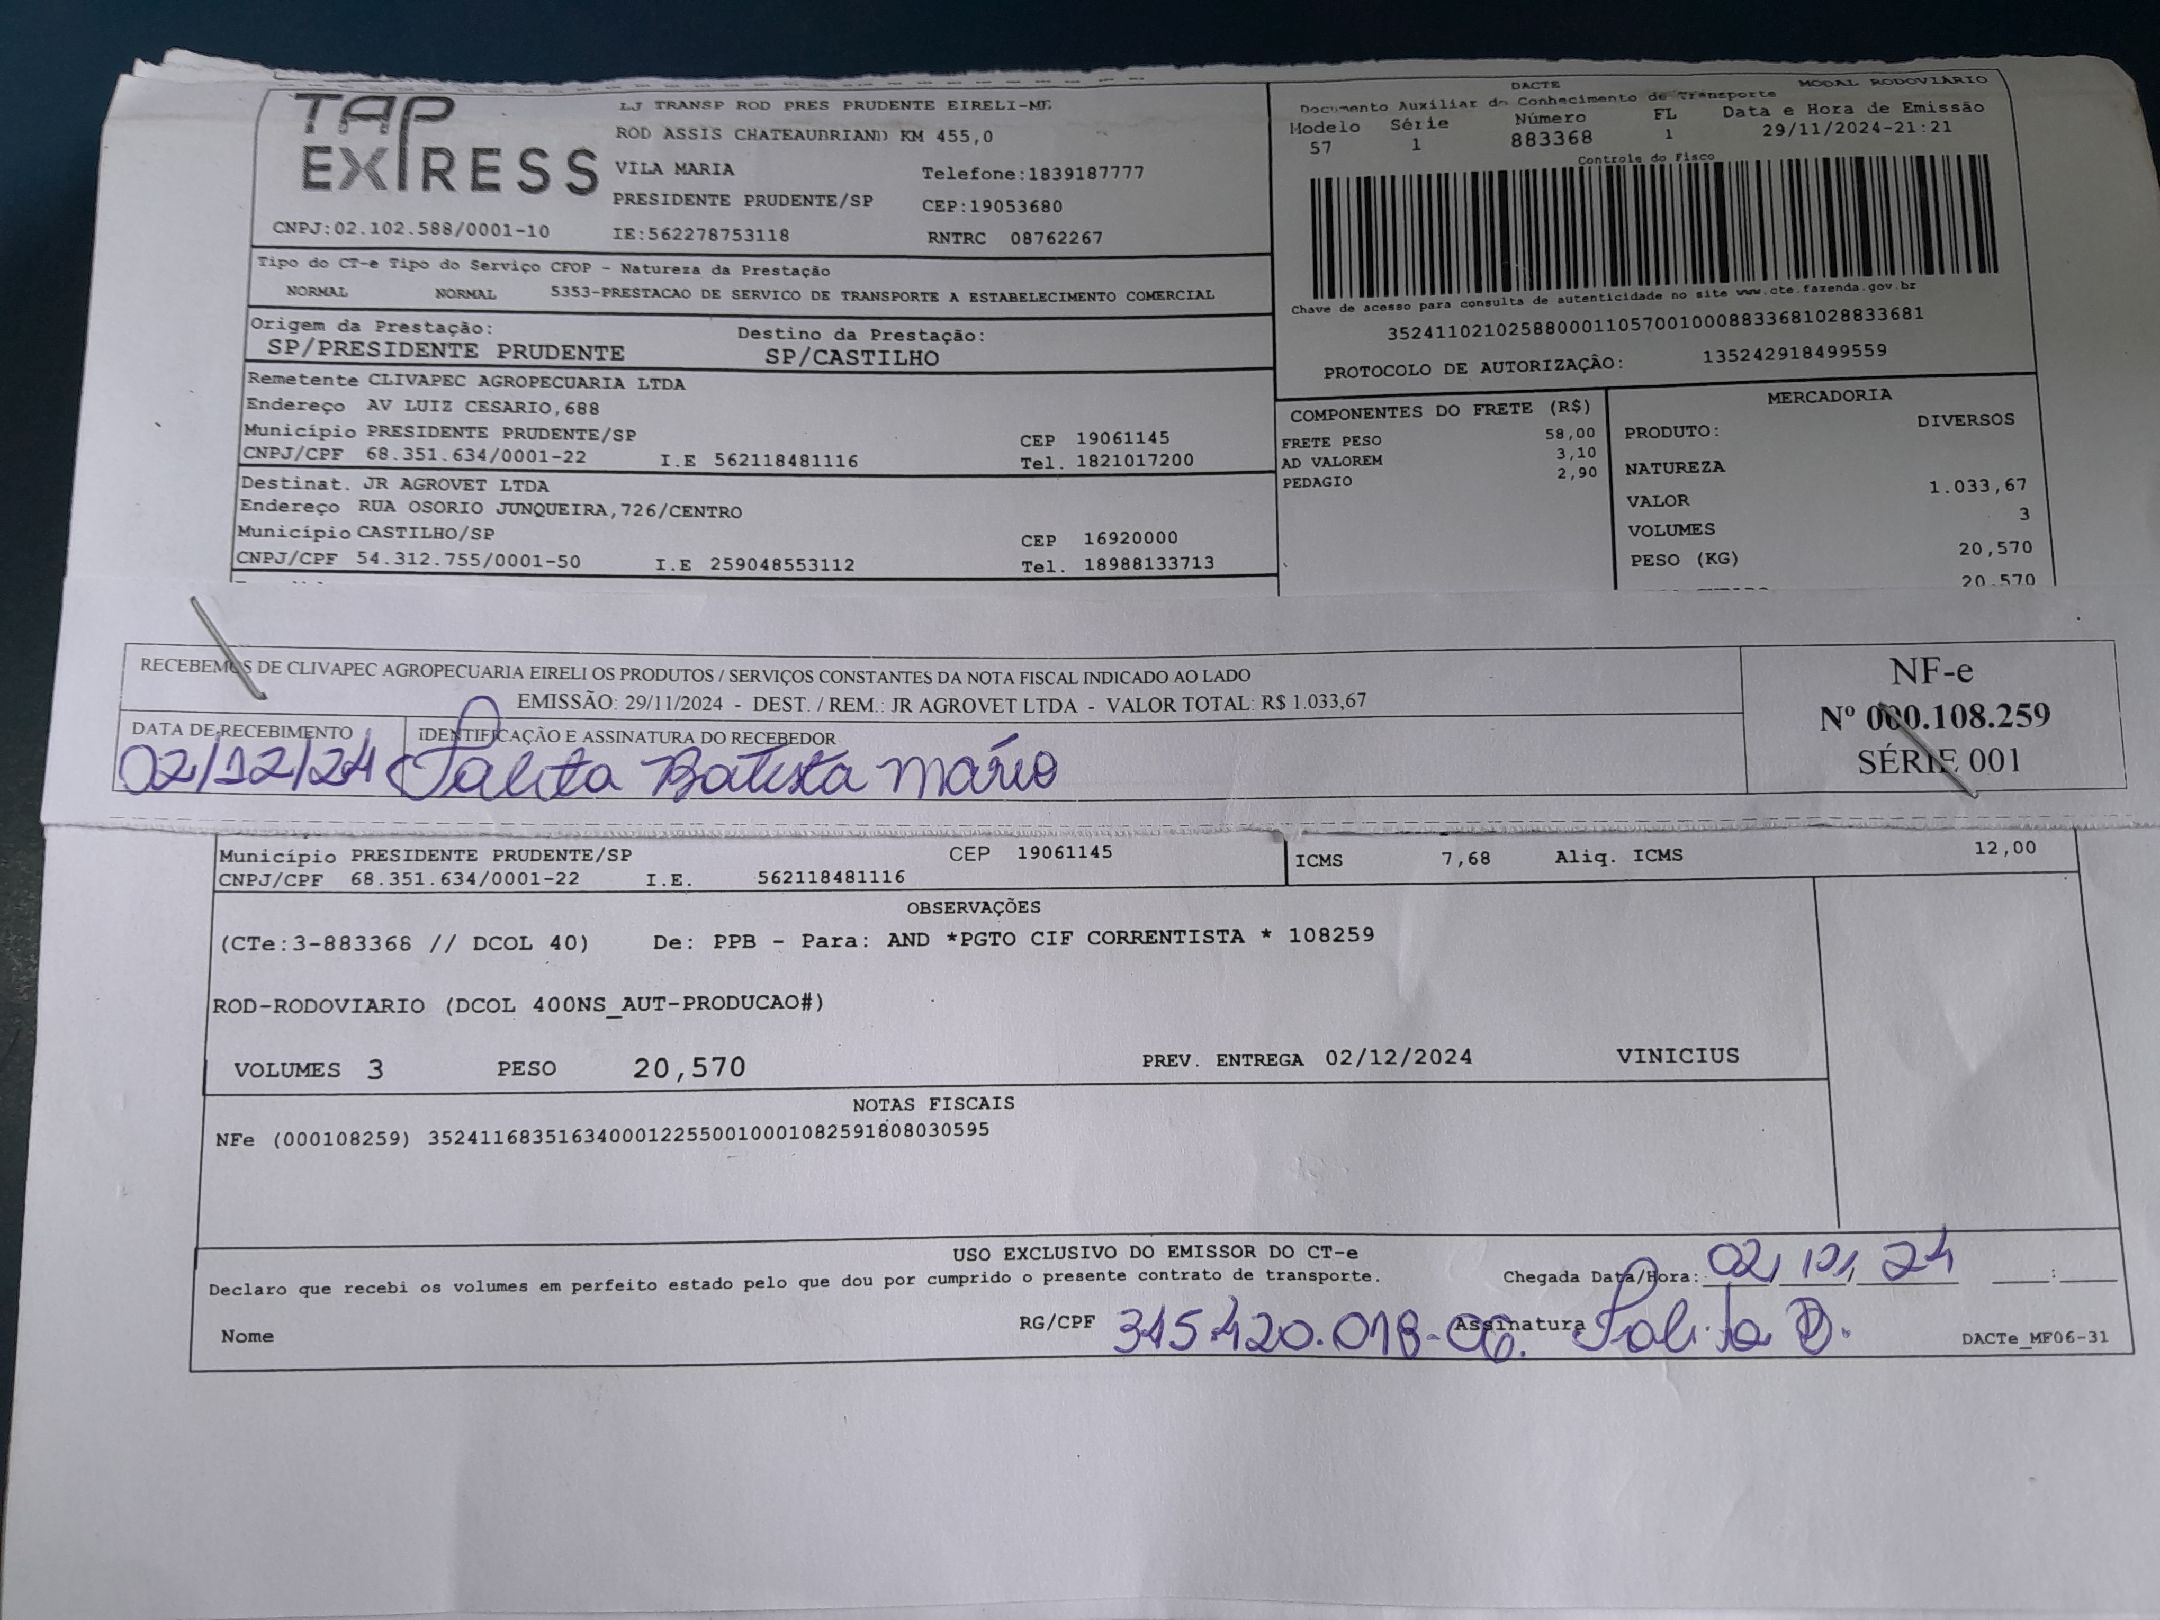 TAP
EXPRESS
LJ TRANSP ROD PRES PRUDENTE EIRELI-ME
ROD ASSIS CHATEAUBRIAND KM 455,0
VILA MARIA Telefone:1839187777
PRESIDENTE PRUDENTE/SP CEP:19053680
CNPJ:02.102.588/0001-10 IE:562278753118 RNTRC 08762267
DACTE MODAL RODOVIARIO
Documento Auxiliar do Conhecimento de Transporte
Modelo Série Número FL Data e Hora de Emissão
57 1 883368 1 29/11/2024-21:21
Controle do Fisco
Chave de acesso para consulta de autenticidade no site www.cte.fazenda.gov.br
35241102102588000110570010008833681028833681
PROTOCOLO DE AUTORIZAÇÃO: 135242918499559
Tipo do CT-e Tipo do Serviço CFOP - Natureza da Prestação
NORMAL NORMAL 5353-PRESTACAO DE SERVICO DE TRANSPORTE A ESTABELECIMENTO COMERCIAL
Origem da Prestação: Destino da Prestação:
SP/PRESIDENTE PRUDENTE SP/CASTILHO
Remetente CLIVAPEC AGROPECUARIA LTDA
Endereço AV LUIZ CESARIO,688
Município PRESIDENTE PRUDENTE/SP CEP 19061145
CNPJ/CPF 68.351.634/0001-22 I.E 562118481116 Tel. 1821017200
Destinat. JR AGROVET LTDA
Endereço RUA OSORIO JUNQUEIRA,726/CENTRO
Município CASTILHO/SP CEP 16920000
CNPJ/CPF 54.312.755/0001-50 I.E 259048553112 Tel. 18988133713
COMPONENTES DO FRETE (R$)
FRETE PESO 58,00
AD VALOREM 3,10
PEDAGIO 2,90
MERCADORIA
PRODUTO: DIVERSOS
NATUREZA
VALOR 1.033,67
VOLUMES 3
PESO (KG) 20,570
20.570
RECEBEMOS DE CLIVAPEC AGROPECUARIA EIRELI OS PRODUTOS / SERVIÇOS CONSTANTES DA NOTA FISCAL INDICADO AO LADO
EMISSÃO: 29/11/2024 - DEST. / REM.: JR AGROVET LTDA - VALOR TOTAL: R$ 1.033,67
DATA DE RECEBIMENTO IDENTIFICAÇÃO E ASSINATURA DO RECEBEDOR
02/12/24 Batista Mário
NF-e
Nº 000.108.259
SÉRIE 001
Município PRESIDENTE PRUDENTE/SP CEP 19061145
CNPJ/CPF 68.351.634/0001-22 I.E. 562118481116
ICMS 7,68 Aliq. ICMS 12,00
OBSERVAÇÕES
(CTe:3-883368 // DCOL 40) De: PPB - Para: AND *PGTO CIF CORRENTISTA * 108259
ROD-RODOVIARIO (DCOL 400NS_AUT-PRODUCAO#)
VOLUMES 3 PESO 20,570 PREV. ENTREGA 02/12/2024 VINICIUS
NOTAS FISCAIS
NFe (000108259) 35241168351634000122550010001082591808030595
USO EXCLUSIVO DO EMISSOR DO CT-e
Declaro que recebi os volumes em perfeito estado pelo que dou por cumprido o presente contrato de transporte. Chegada Data/Hora: 02/12/24 :
Nome RG/CPF 345.420.018-06. Assinatura DACTe_MF06-31